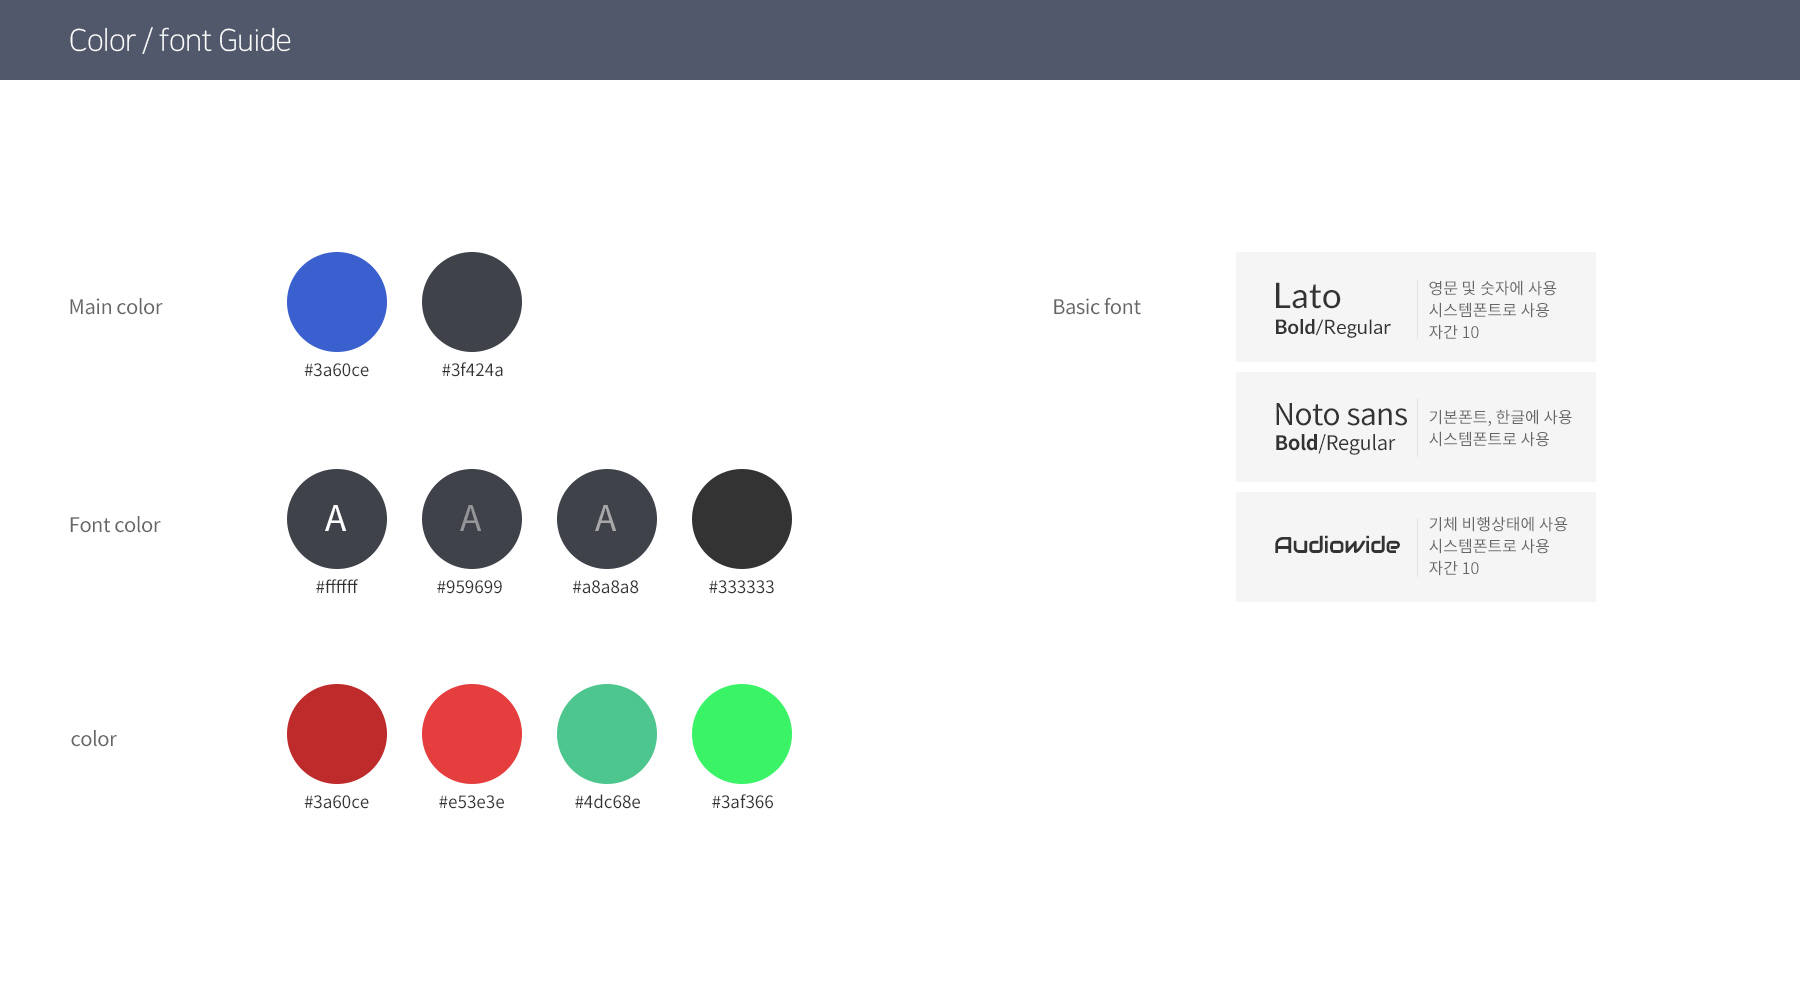 Color / font Guide
Main color
#3a60ce
#3f424a
Font color
A
A
A
#ffffff
#959699
#a8a8a8
#333333
color
#3a60ce
#e53e3e
#4dc68e
#3af366
Basic font
Lato
Bold/Regular
영문 및 숫자에 사용
시스템폰트로 사용
자간 10
Noto sans
Bold/Regular
기본폰트, 한글에 사용
시스템폰트로 사용
Audiowide
기체 비행상태에 사용
시스템폰트로 사용
자간 10